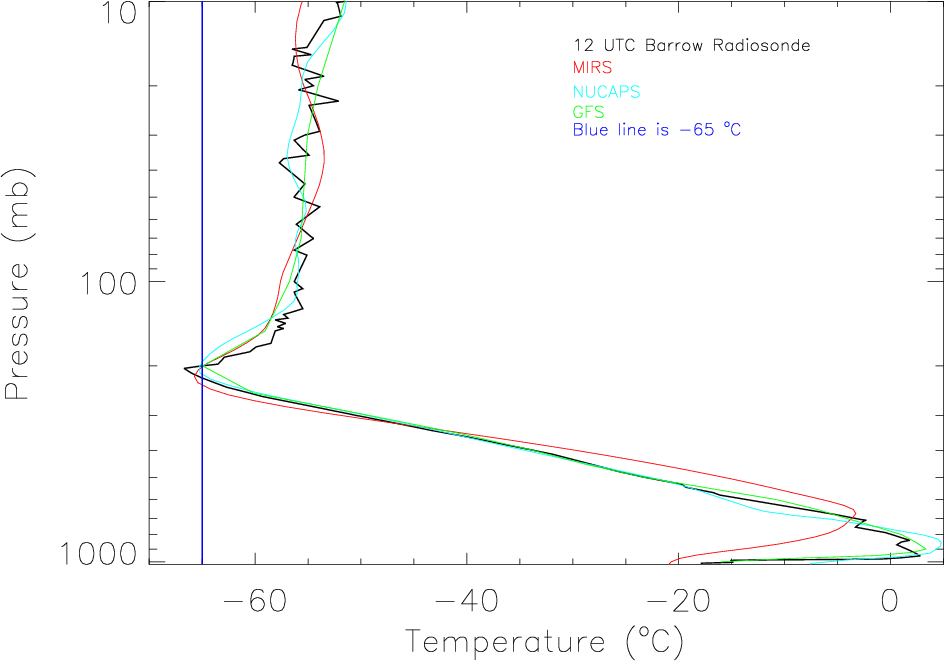 10
12 UTC Barrow Radiosonde
MIRS
NUCAPS
GFS
Blue line is −65 °C
Pressure (mb)
100
1000
−60 −40 −20 0
Temperature (°C)